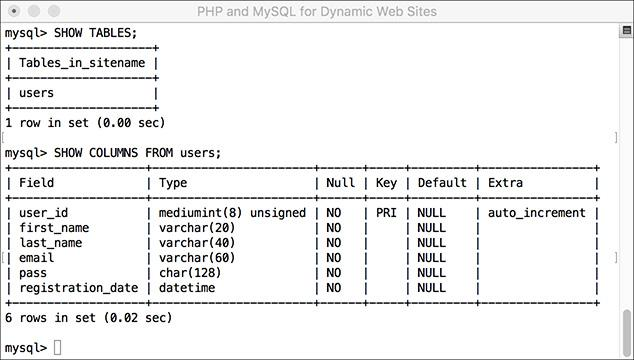 PHP and MySQL for Dynamic Web Sites
mysql> SHOW TABLES;
+--------------------+
| Tables_in_sitename |
+--------------------+
| users              |
+--------------------+
1 row in set (0.00 sec)
mysql> SHOW COLUMNS FROM users;
+-------------------+-----------------------+------+-----+---------+----------------+
| Field             | Type                  | Null | Key | Default | Extra          |
+-------------------+-----------------------+------+-----+---------+----------------+
| user_id           | mediumint(8) unsigned | NO   | PRI | NULL    | auto_increment |
| first_name        | varchar(20)           | NO   |     | NULL    |                |
| last_name         | varchar(40)           | NO   |     | NULL    |                |
| email             | varchar(60)           | NO   |     | NULL    |                |
| pass              | char(128)             | NO   |     | NULL    |                |
| registration_date | datetime              | NO   |     | NULL    |                |
+-------------------+-----------------------+------+-----+---------+----------------+
6 rows in set (0.02 sec)
mysql>